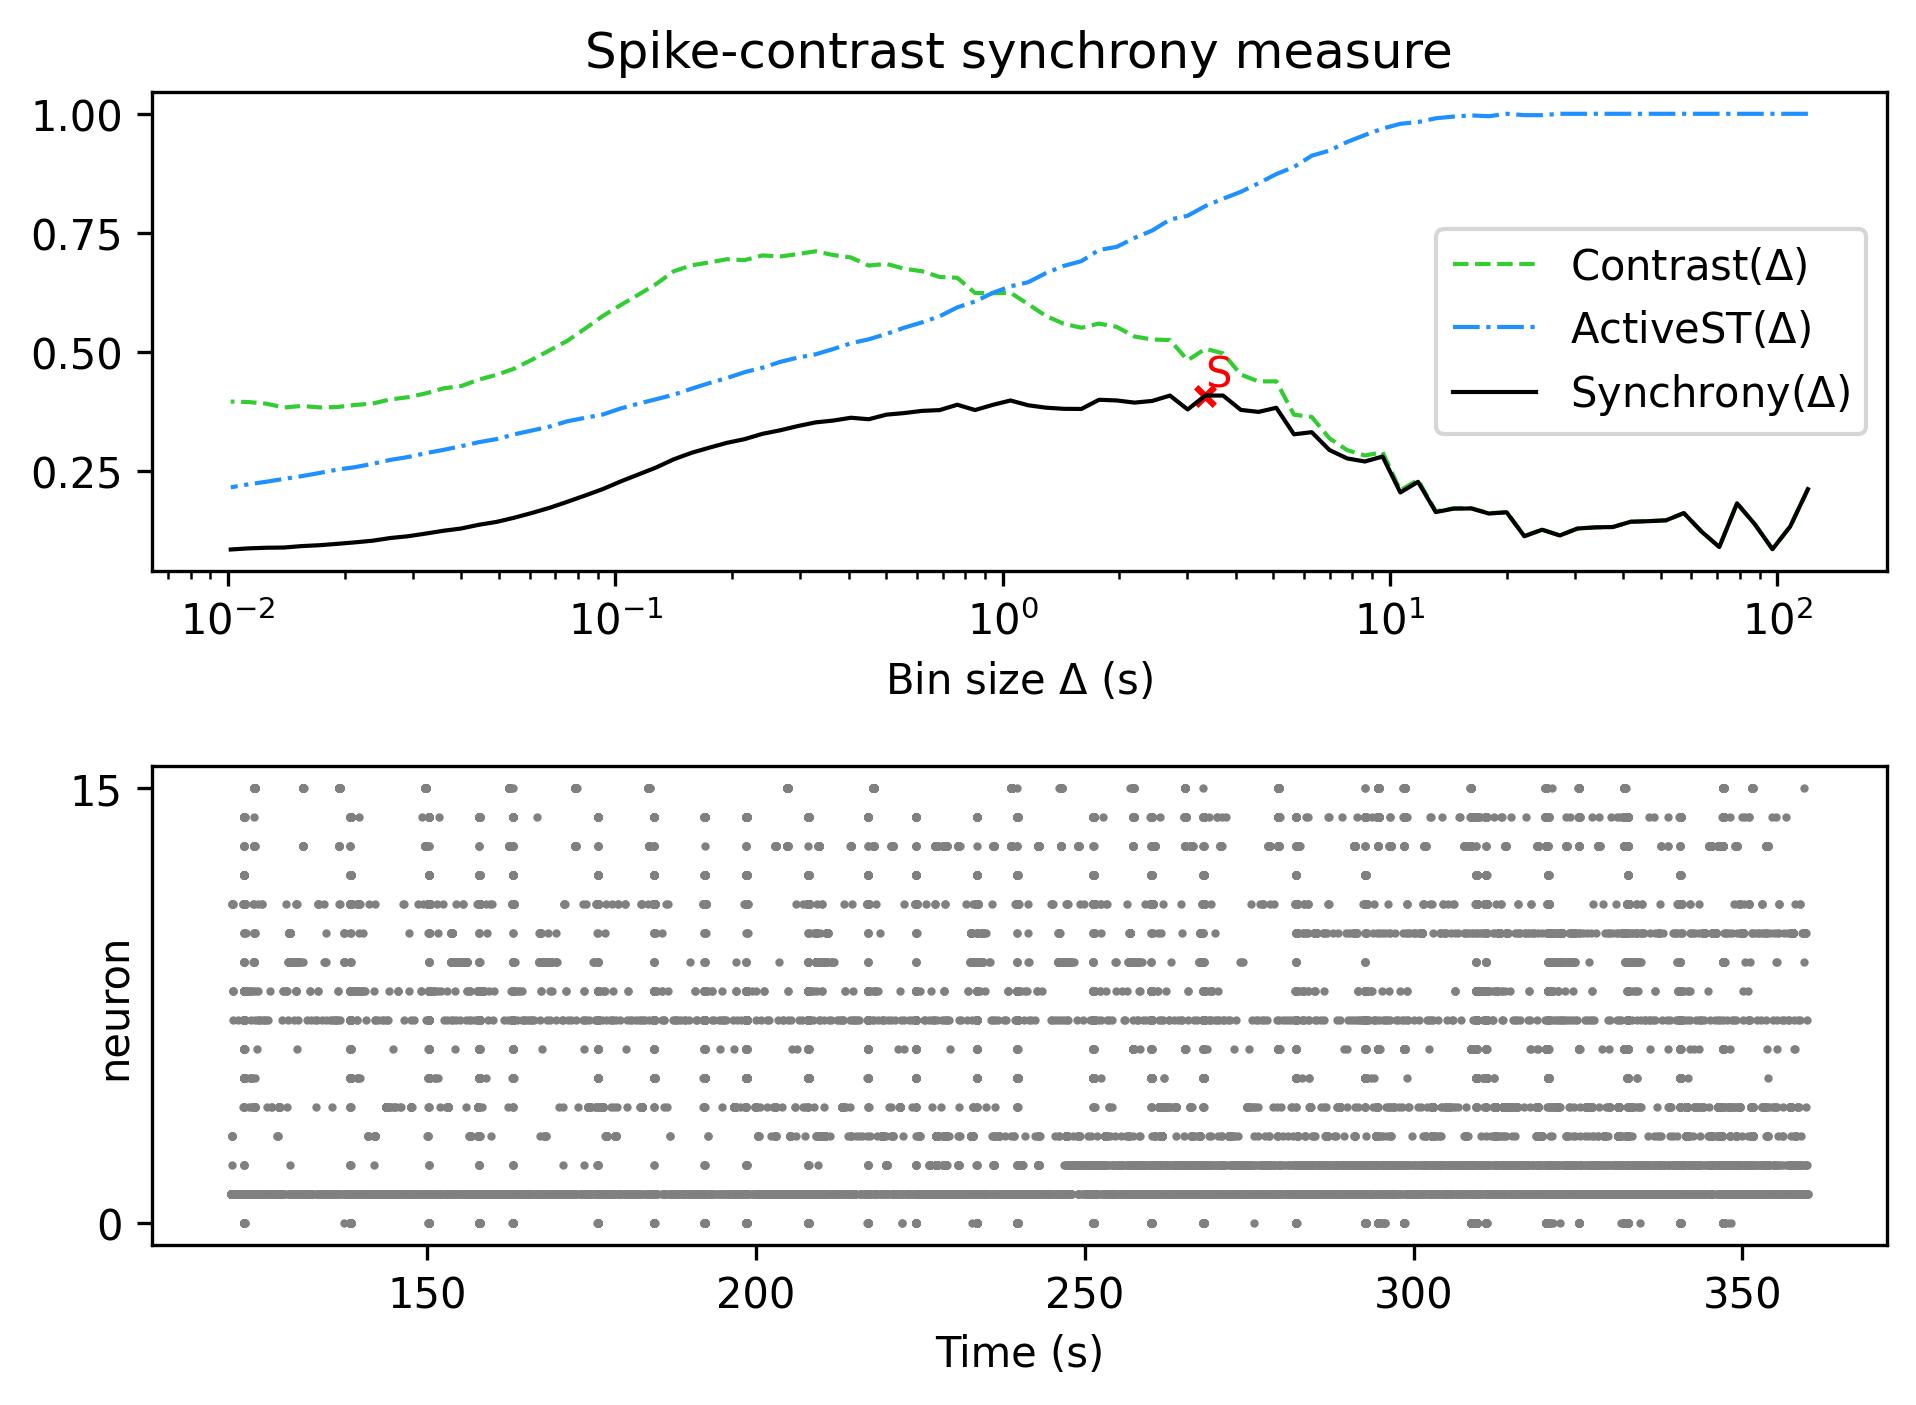 Spike-contrast synchrony measure
1.00
0.75
0.50
0.25
S
Contrast(Δ)
ActiveST(Δ)
Synchrony(Δ)
10⁻² 10⁻¹ 10⁰ 10¹ 10²
Bin size Δ (s)
15
neuron
0
150 200 250 300 350
Time (s)